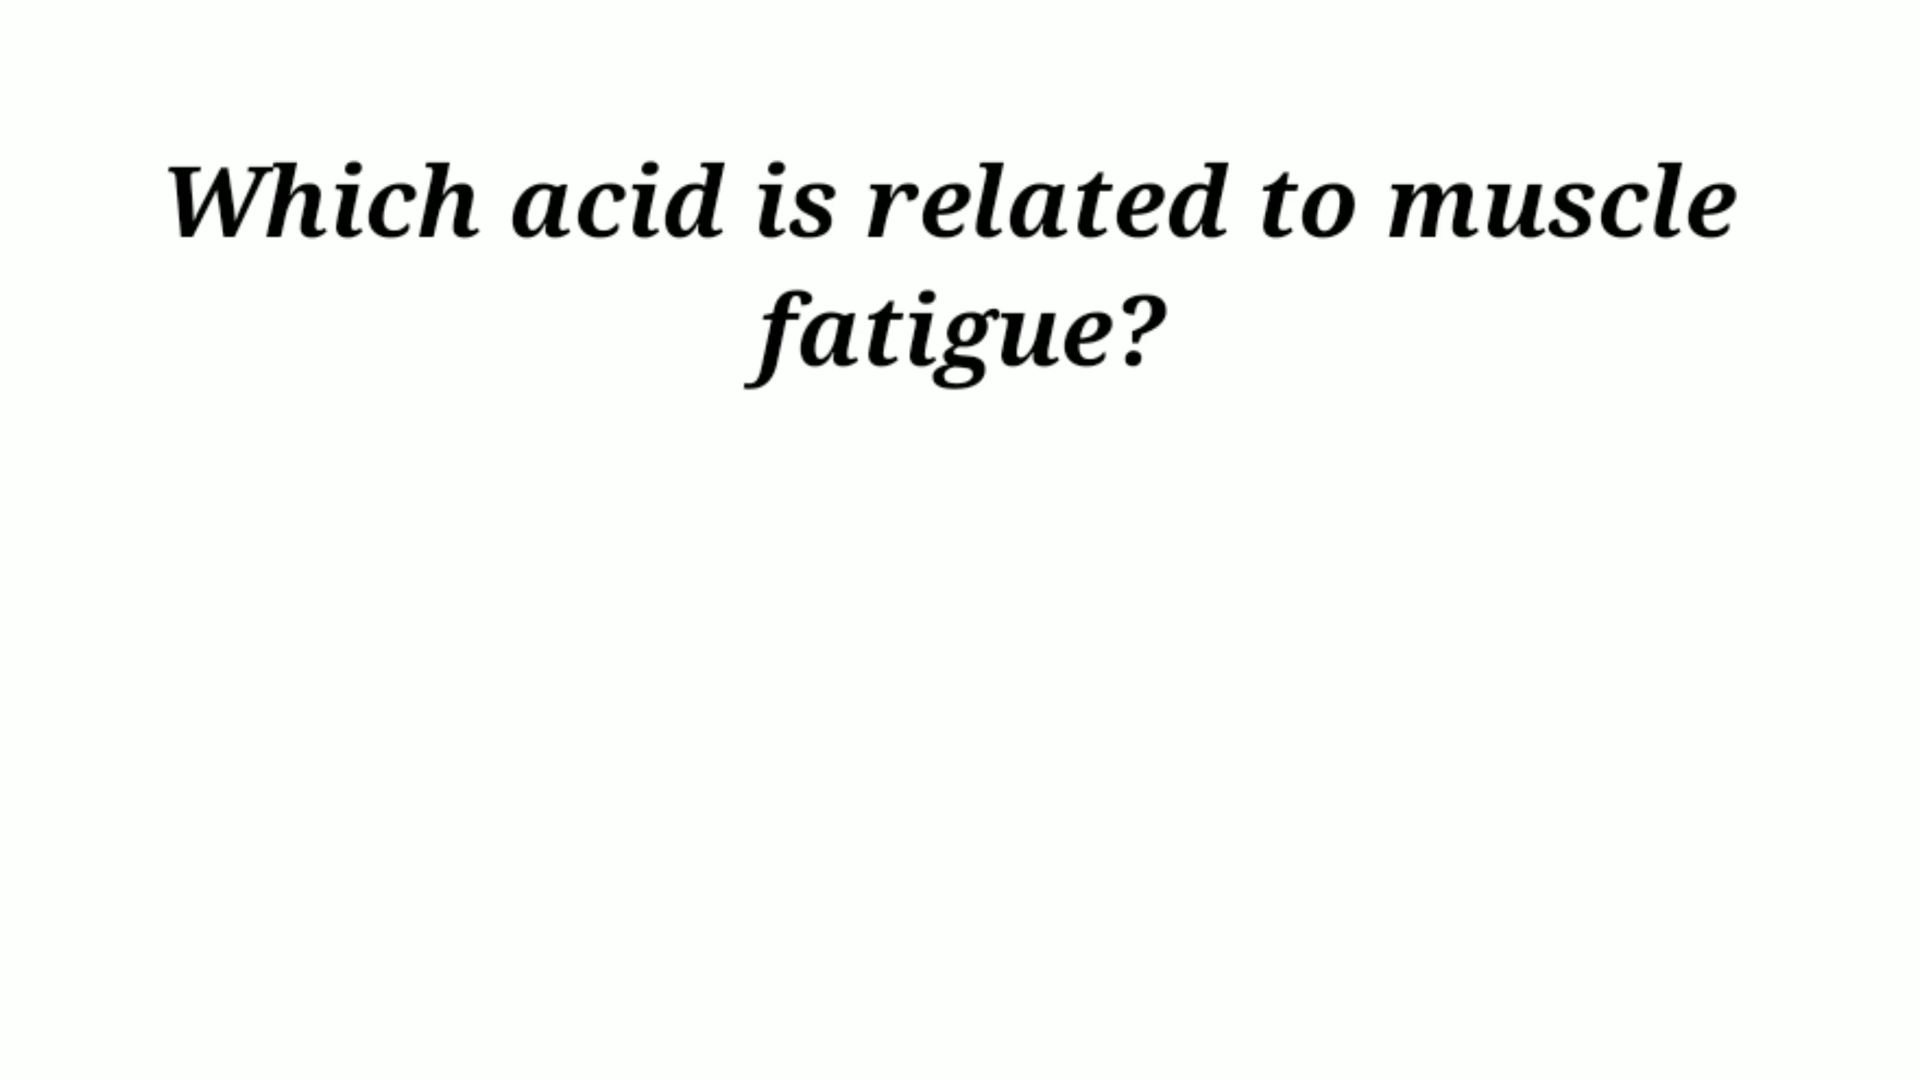 Which acid is related to muscle
fatigue?